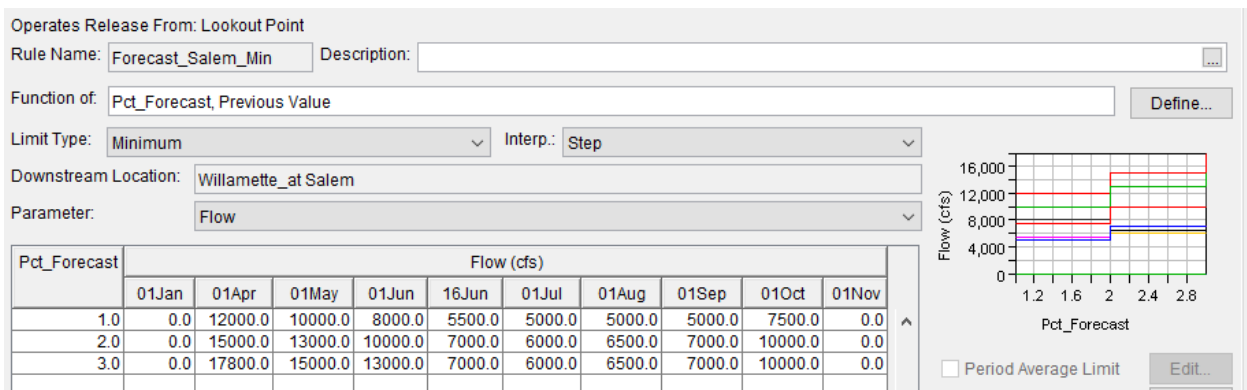 Operates Release From: Lookout Point
Rule Name: Forecast_Salem_Min Description: ...
Function of: Pct_Forecast, Previous Value Define...
Limit Type: Minimum Interp.: Step
Downstream Location: Willamette_at Salem
Parameter: Flow
Pct_Forecast Flow (cfs)
01Jan 01Apr 01May 01Jun 16Jun 01Jul 01Aug 01Sep 01Oct 01Nov
1.0 0.0 12000.0 10000.0 8000.0 5500.0 5000.0 5000.0 5000.0 7500.0 0.0
2.0 0.0 15000.0 13000.0 10000.0 7000.0 6000.0 6500.0 7000.0 10000.0 0.0
3.0 0.0 17800.0 15000.0 13000.0 7000.0 6000.0 6500.0 7000.0 10000.0 0.0
Flow (cfs)
16,000
12,000
8,000
4,000
0
1.2 1.6 2 2.4 2.8
Pct_Forecast
Period Average Limit Edit...